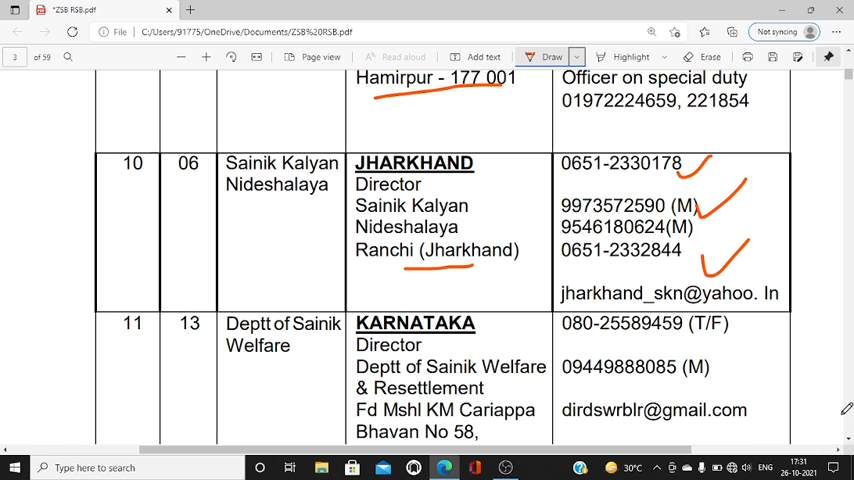 *ZSB RSB.pdf
File
C:/Users/91775/OneDrive/Documents/ZSB%20RSB.pdf
Not syncing
3 of 59
Page view
Read aloud
Add text
Draw
Highlight
Erase
Hamirpur - 177 001
Officer on special duty
01972224659, 221854
10
06
Sainik Kalyan
Nideshalaya
JHARKHAND
Director
Sainik Kalyan
Nideshalaya
Ranchi (Jharkhand)
0651-2330178
9973572590 (M)
9546180624(M)
0651-2332844
jharkhand_skn@yahoo. In
11
13
Deptt of Sainik
Welfare
KARNATAKA
Director
Deptt of Sainik Welfare
& Resettlement
Fd Mshl KM Cariappa
Bhavan No 58,
080-25589459 (T/F)
09449888085 (M)
dirdswrblr@gmail.com
Type here to search
30°C
ENG
17:31
26-10-2021